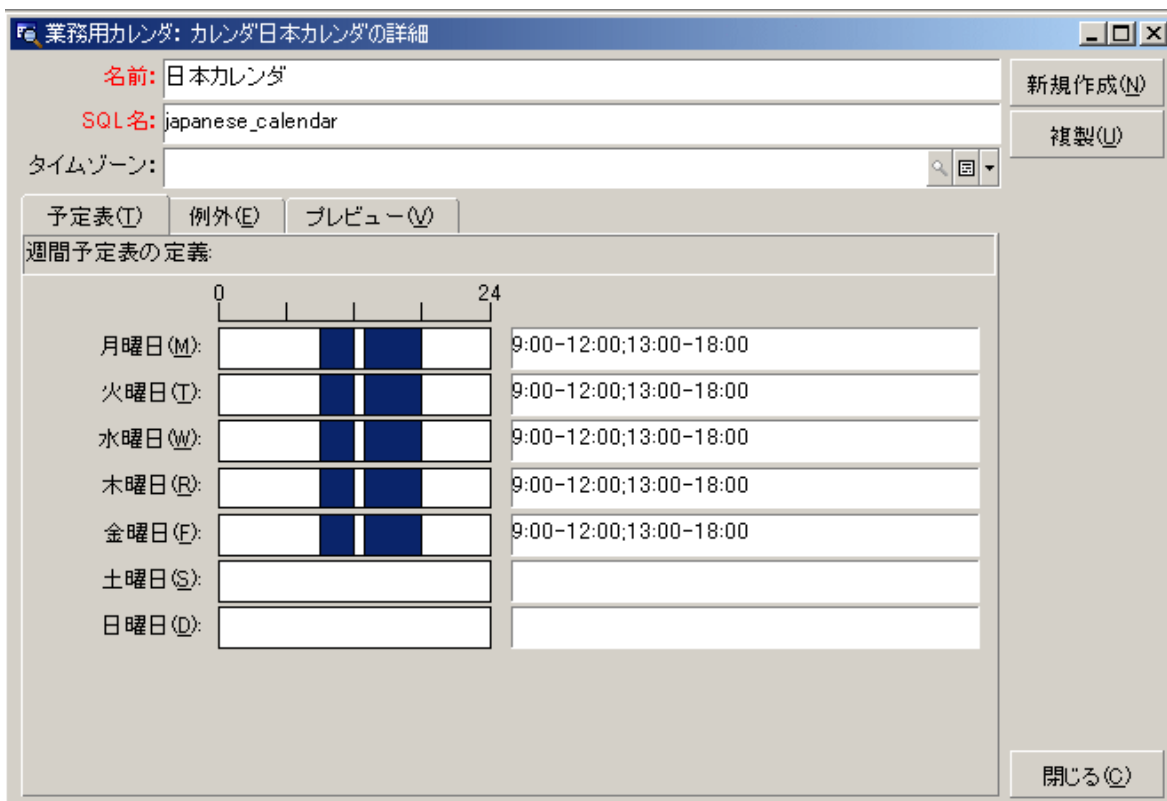 業務用カレンダ: カレンダ'日本カレンダ'の詳細
名前: 日本カレンダ
新規作成(N)
SQL名: japanese_calendar
複製(U)
タイムゾーン:
予定表(T) 例外(E) プレビュー(V)
週間予定表の定義:
0 24
月曜日(M): 9:00-12:00;13:00-18:00
火曜日(T): 9:00-12:00;13:00-18:00
水曜日(W): 9:00-12:00;13:00-18:00
木曜日(R): 9:00-12:00;13:00-18:00
金曜日(F): 9:00-12:00;13:00-18:00
土曜日(S):
日曜日(D):
閉じる(C)